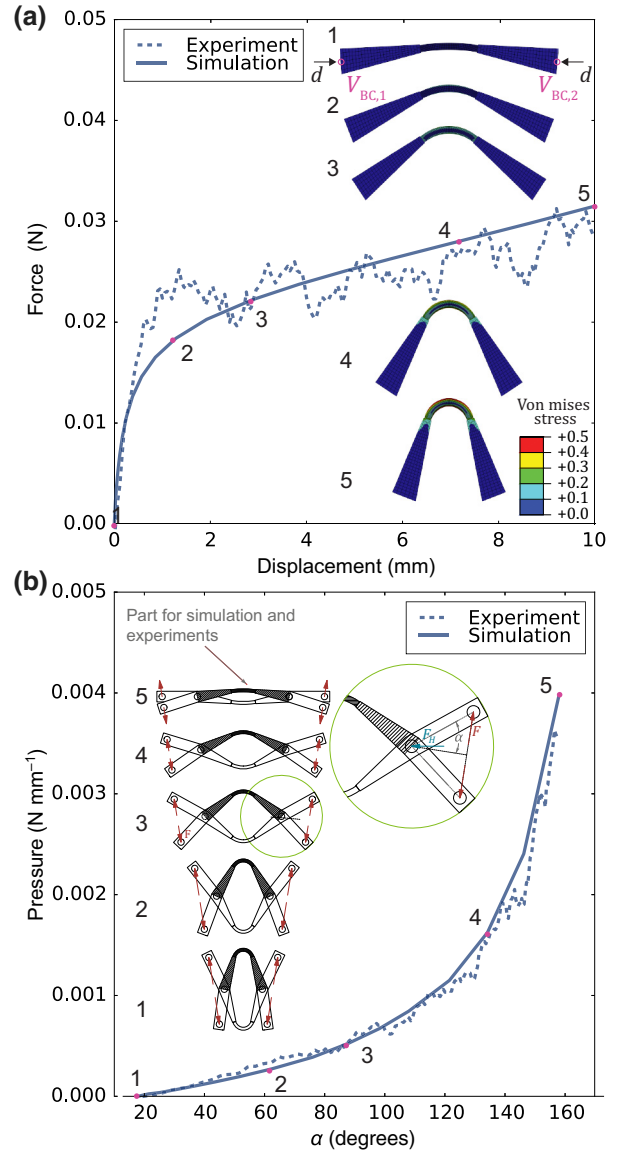 (a)
0.05
0.04
0.03
0.02
0.01
0.00
Force (N)
Experiment
Simulation
1
d
d
V BC,1
V BC,2
2
3
5
4
3
2
4
5
1
Von mises
stress
+0.5
+0.4
+0.3
+0.2
+0.1
+0.0
0 2 4 6 8 10
Displacement (mm)
(b)
0.005
0.004
0.003
0.002
0.001
0.000
Pressure (N mm⁻¹)
Experiment
Simulation
Part for simulation and
experiments
5
4
3
F
2
1
F_H
α
F
5
4
3
2
1
20 40 60 80 100 120 140 160
α (degrees)